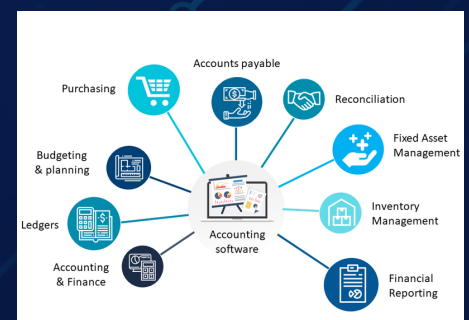 Accounts payable
Purchasing
Reconciliation
Fixed Asset
Management
Budgeting
& planning
Inventory
Management
Ledgers
Accounting
software
Accounting
& Finance
Financial
Reporting